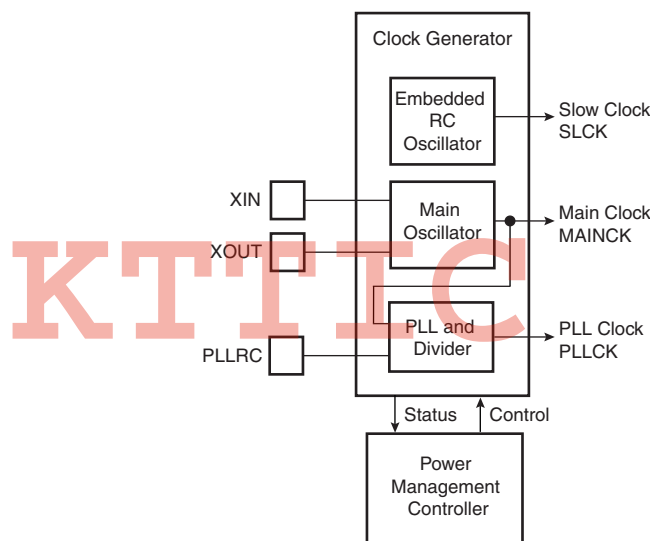 Clock Generator
Embedded
RC
Oscillator
Slow Clock
SLCK
XIN
Main
Oscillator
Main Clock
MAINCK
XOUT
KTTIC
PLL and
Divider
PLL Clock
PLLCK
PLLRC
Status
Control
Power
Management
Controller